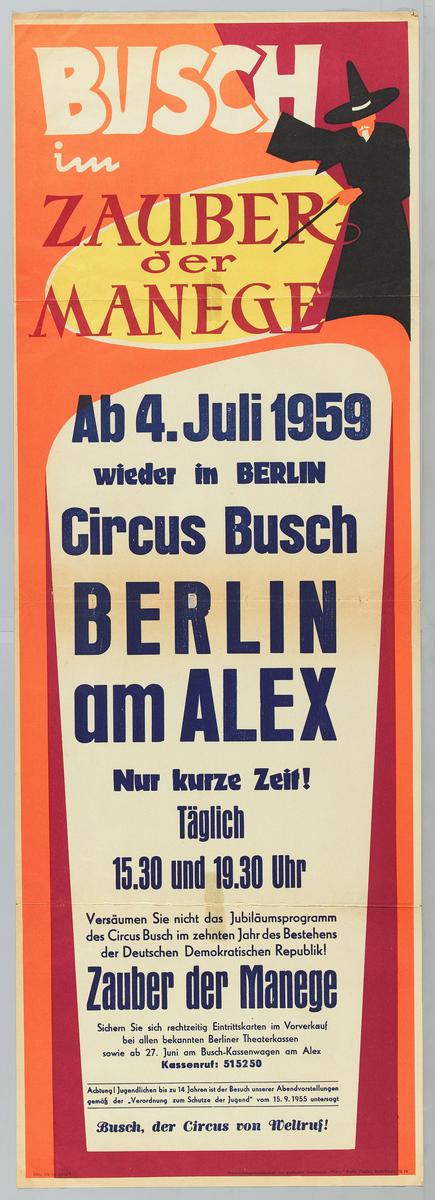 BUSCH
im
ZAUBER
der
MANEGE
Ab 4. Juli 1959
wieder in BERLIN
Circus Busch
BERLIN
am ALEX
Nur kurze Zeit!
Täglich
15.30 und 19.30 Uhr
Versäumen Sie nicht das Jubiläumsprogramm
des Circus Busch im zehnten Jahr des Bestehens
der Deutschen Demokratischen Republik!
Zauber der Manege
Sichern Sie sich rechtzeitig Eintrittskarten im Vorverkauf
bei allen bekannten Berliner Theaterkassen
sowie ab 27. Juni am Busch-Kassenwagen am Alex
Kassenruf: 515250
Achtung! Jugendlichen bis zu 14 Jahren ist der Besuch unserer Abendvorstellungen
gemäß der „Verordnung zum Schutze der Jugend" vom 15. 9. 1955 untersagt
Busch, der Circus von Weltruf!